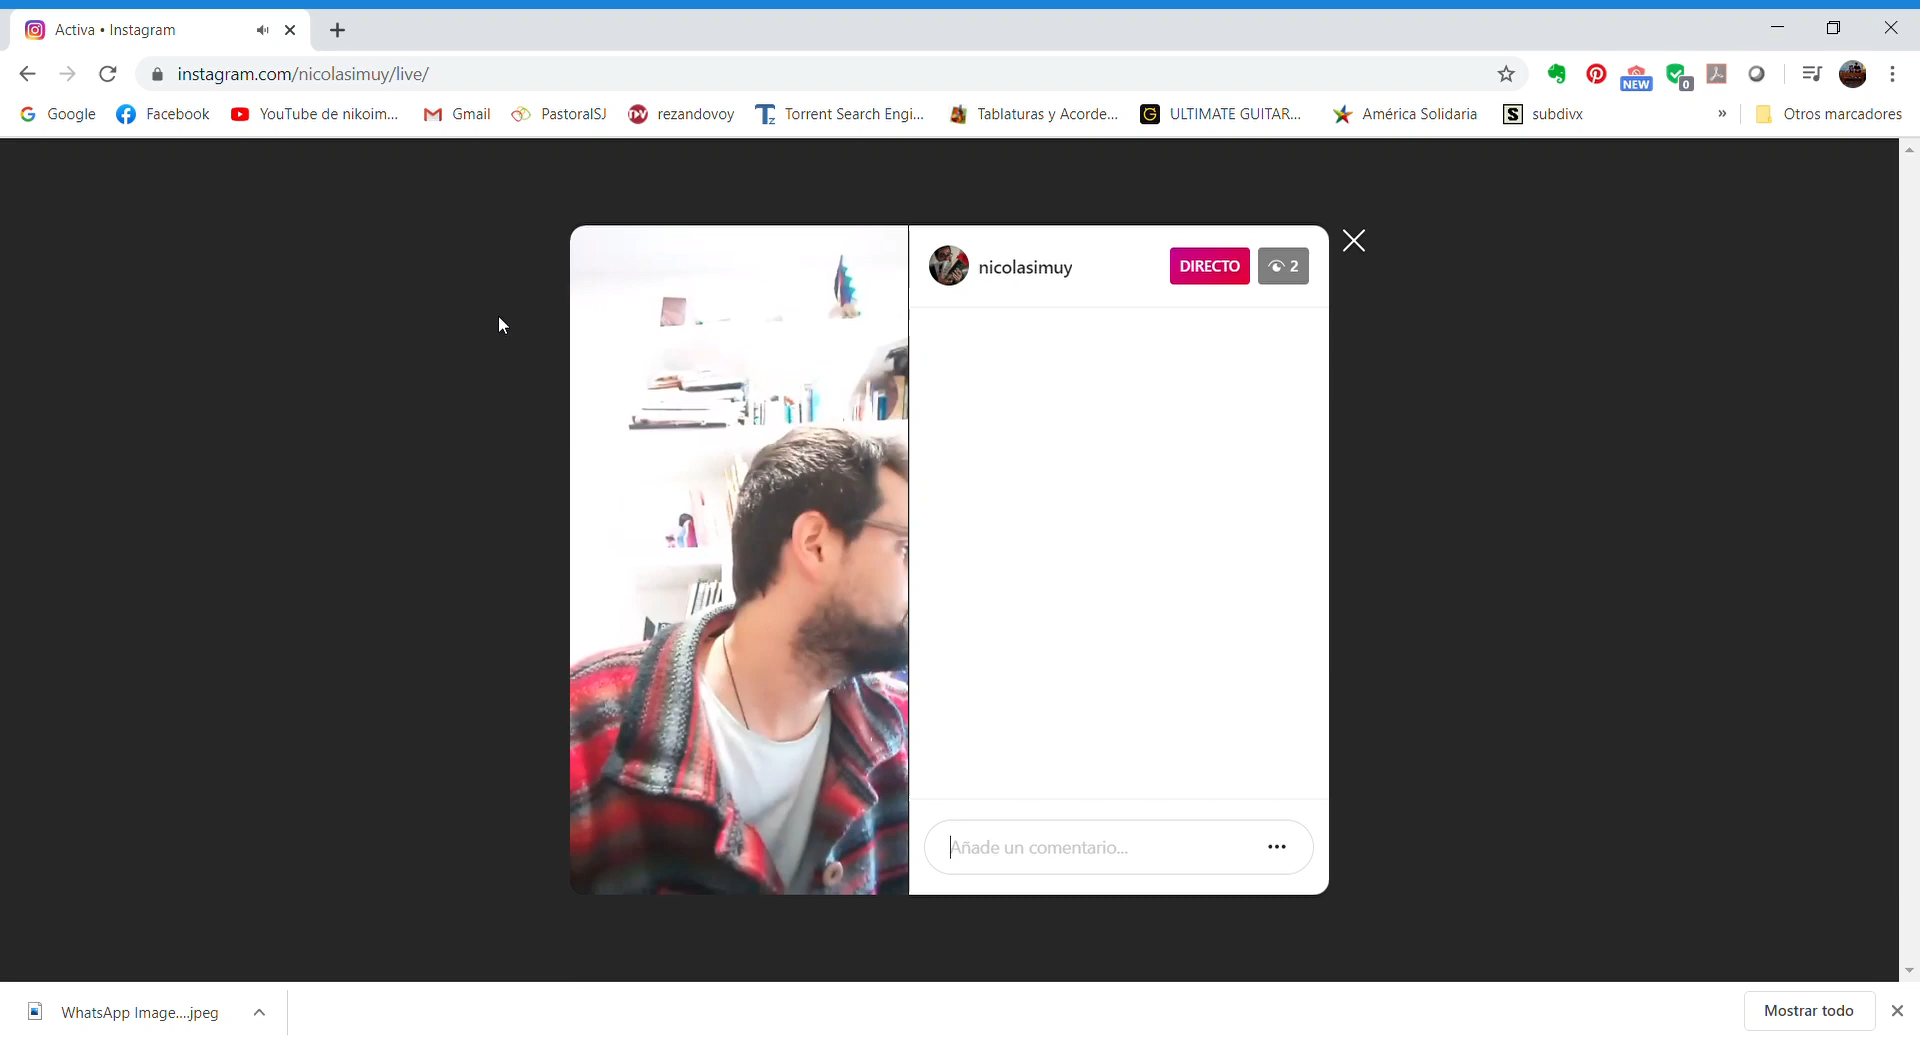 Activa • Instagram
instagram.com/nicolasimuy/live/
NEW
0
Google
Facebook
YouTube de nikoim...
Gmail
PastoralSJ
rezandovoy
Torrent Search Engi...
Tablaturas y Acorde...
ULTIMATE GUITAR...
América Solidaria
subdivx
»
Otros marcadores
nicolasimuy
DIRECTO
2
Añade un comentario...
WhatsApp Image....jpeg
Mostrar todo